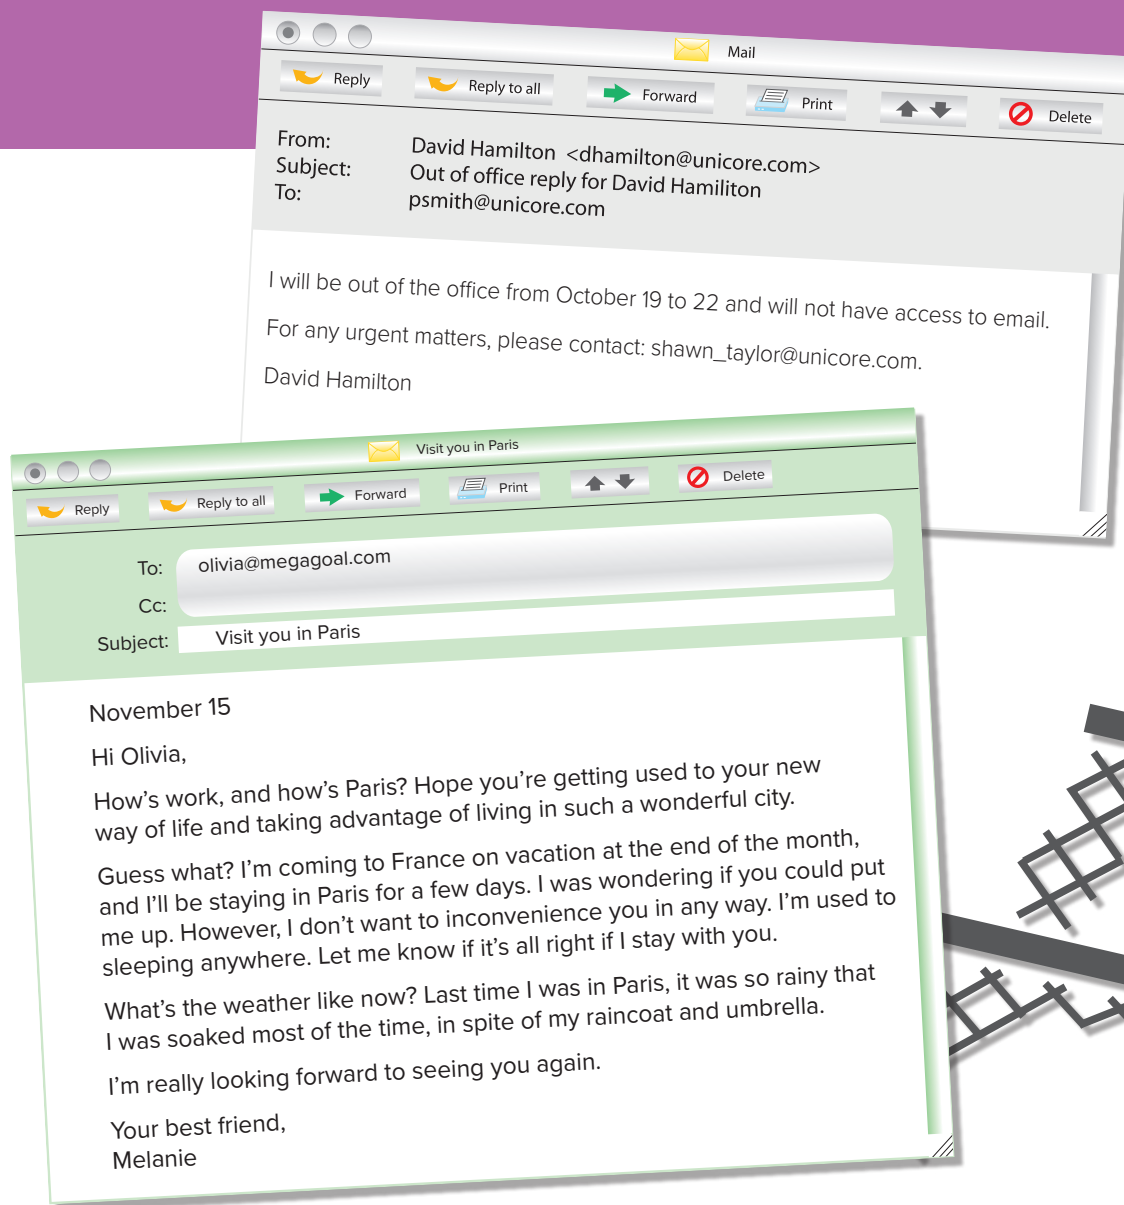 Mail
Reply Reply to all Forward Print Delete
From: David Hamilton <dhamilton@unicore.com>
Subject: Out of office reply for David Hamiliton
To: psmith@unicore.com
I will be out of the office from October 19 to 22 and will not have access to email.
For any urgent matters, please contact: shawn_taylor@unicore.com.
David Hamilton
Visit you in Paris
Reply Reply to all Forward Print Delete
To: olivia@megagoal.com
Cc:
Subject: Visit you in Paris
November 15
Hi Olivia,
How's work, and how's Paris? Hope you're getting used to your new
way of life and taking advantage of living in such a wonderful city.
Guess what? I'm coming to France on vacation at the end of the month,
and I'll be staying in Paris for a few days. I was wondering if you could put
me up. However, I don't want to inconvenience you in any way. I'm used to
sleeping anywhere. Let me know if it's all right if I stay with you.
What's the weather like now? Last time I was in Paris, it was so rainy that
I was soaked most of the time, in spite of my raincoat and umbrella.
I'm really looking forward to seeing you again.
Your best friend,
Melanie